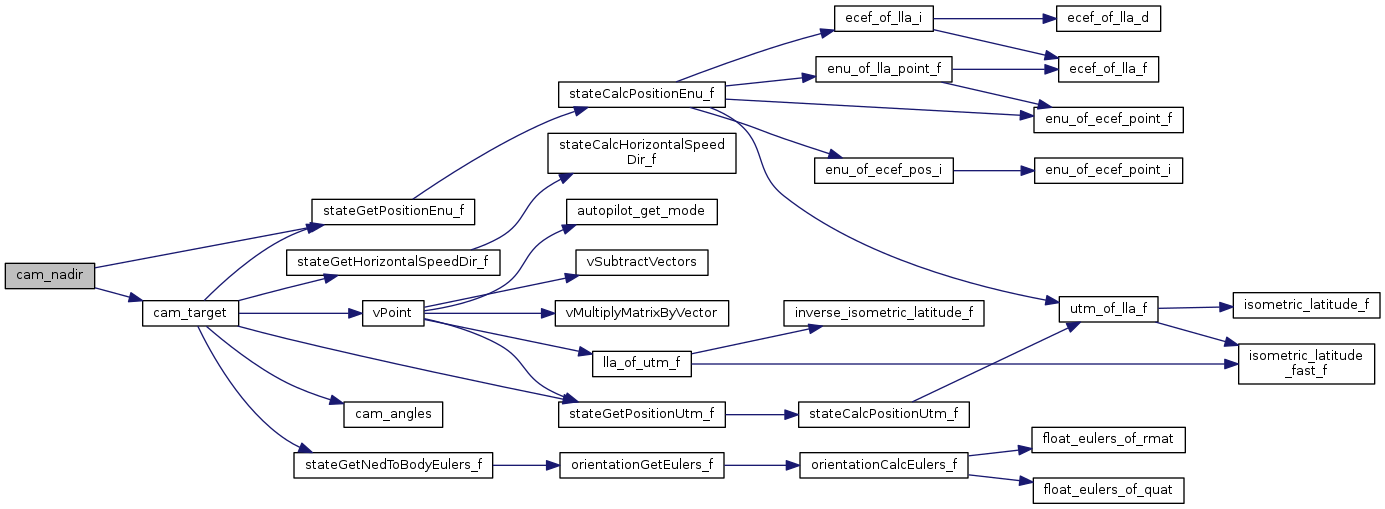 cam_nadir
stateGetPositionEnu_f
stateCalcPositionEnu_f
ecef_of_lla_i
ecef_of_lla_d
ecef_of_lla_f
enu_of_lla_point_f
enu_of_ecef_point_f
enu_of_ecef_pos_i
enu_of_ecef_point_i
utm_of_lla_f
isometric_latitude_f
isometric_latitude
_fast_f
cam_target
stateGetHorizontalSpeedDir_f
stateCalcHorizontalSpeed
Dir_f
vPoint
autopilot_get_mode
vSubtractVectors
vMultiplyMatrixByVector
lla_of_utm_f
inverse_isometric_latitude_f
stateGetPositionUtm_f
stateCalcPositionUtm_f
cam_angles
stateGetNedToBodyEulers_f
orientationGetEulers_f
orientationCalcEulers_f
float_eulers_of_rmat
float_eulers_of_quat